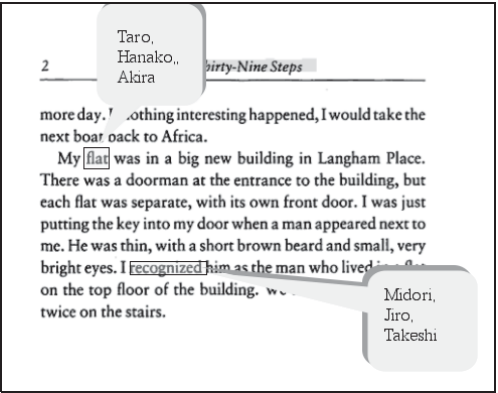 Taro,
Hanako,,
Akira
2 hirty-Nine Steps
more day. othing interesting happened, I would take the
next boat back to Africa.
My flat was in a big new building in Langham Place.
There was a doorman at the entrance to the building, but
each flat was separate, with its own front door. I was just
putting the key into my door when a man appeared next to
me. He was thin, with a short brown beard and small, very
bright eyes. I recognized him as the man who lived
on the top floor of the building.
twice on the stairs.
Midori,
Jiro,
Takeshi